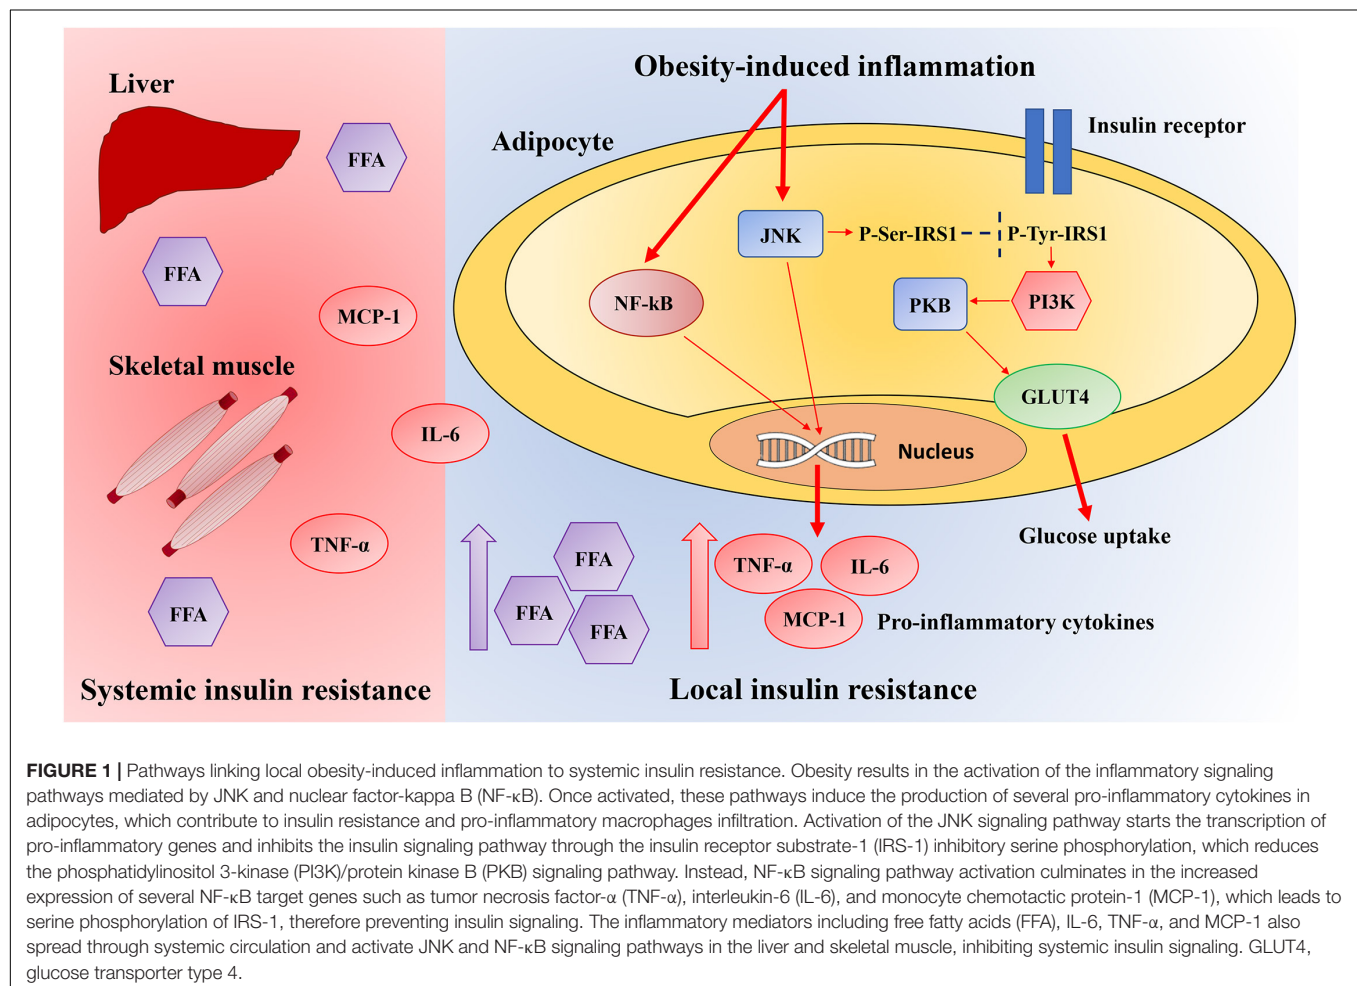 Obesity-induced inflammation
Liver
FFA
FFA
MCP-1
Skeletal muscle
IL-6
TNF-α
FFA
Systemic insulin resistance
Adipocyte
Insulin receptor
JNK
P-Ser-IRS1
P-Tyr-IRS1
NF-kB
PKB
PI3K
GLUT4
Nucleus
Glucose uptake
FFA
FFA
FFA
TNF-α
IL-6
MCP-1
Pro-inflammatory cytokines
Local insulin resistance
FIGURE 1 | Pathways linking local obesity-induced inflammation to systemic insulin resistance. Obesity results in the activation of the inflammatory signaling
pathways mediated by JNK and nuclear factor-kappa B (NF-κB). Once activated, these pathways induce the production of several pro-inflammatory cytokines in
adipocytes, which contribute to insulin resistance and pro-inflammatory macrophages infiltration. Activation of the JNK signaling pathway starts the transcription of
pro-inflammatory genes and inhibits the insulin signaling pathway through the insulin receptor substrate-1 (IRS-1) inhibitory serine phosphorylation, which reduces
the phosphatidylinositol 3-kinase (PI3K)/protein kinase B (PKB) signaling pathway. Instead, NF-κB signaling pathway activation culminates in the increased
expression of several NF-κB target genes such as tumor necrosis factor-α (TNF-α), interleukin-6 (IL-6), and monocyte chemotactic protein-1 (MCP-1), which leads to
serine phosphorylation of IRS-1, therefore preventing insulin signaling. The inflammatory mediators including free fatty acids (FFA), IL-6, TNF-α, and MCP-1 also
spread through systemic circulation and activate JNK and NF-κB signaling pathways in the liver and skeletal muscle, inhibiting systemic insulin signaling. GLUT4,
glucose transporter type 4.